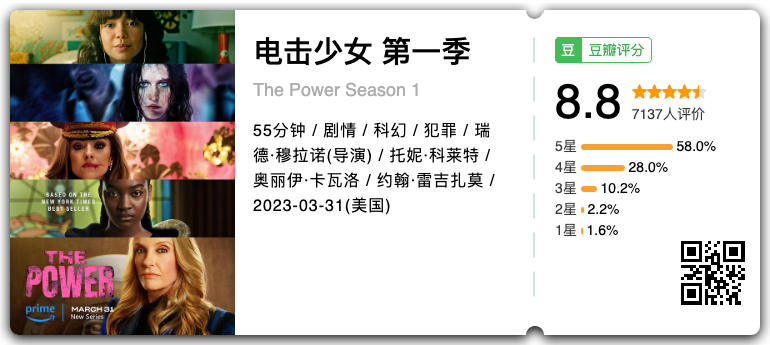 BASED ON THE
NEW YORK TIMES
BEST SELLER
THE
POWER
prime
MARCH 31
New Series
电击少女 第一季
The Power Season 1
55分钟 / 剧情 / 科幻 / 犯罪 / 瑞
德·穆拉诺(导演) / 托妮·科莱特 /
奥丽伊·卡瓦洛 / 约翰·雷吉扎莫 /
2023-03-31(美国)
豆 豆瓣评分
8.8
7137人评价
5星 58.0%
4星 28.0%
3星 10.2%
2星 2.2%
1星 1.6%